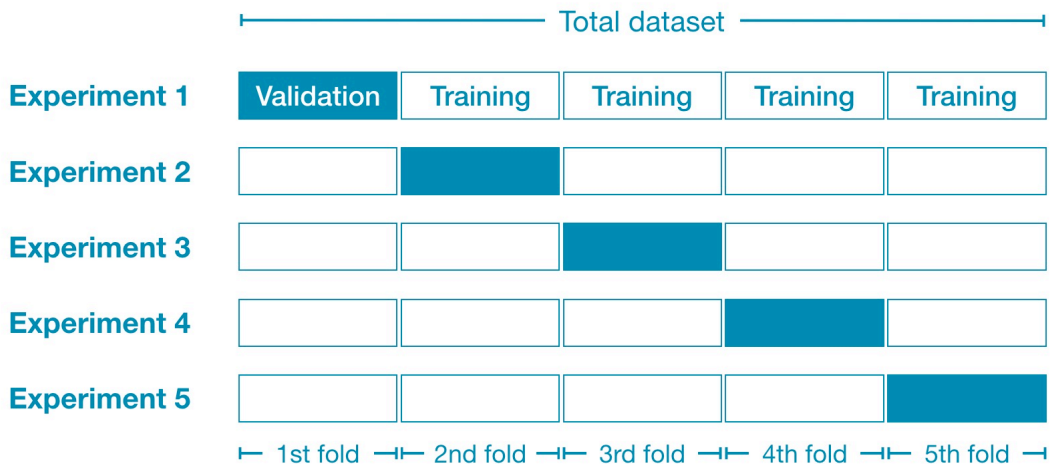 Total dataset
Experiment 1 Validation Training Training Training Training
Experiment 2
Experiment 3
Experiment 4
Experiment 5
1st fold 2nd fold 3rd fold 4th fold 5th fold